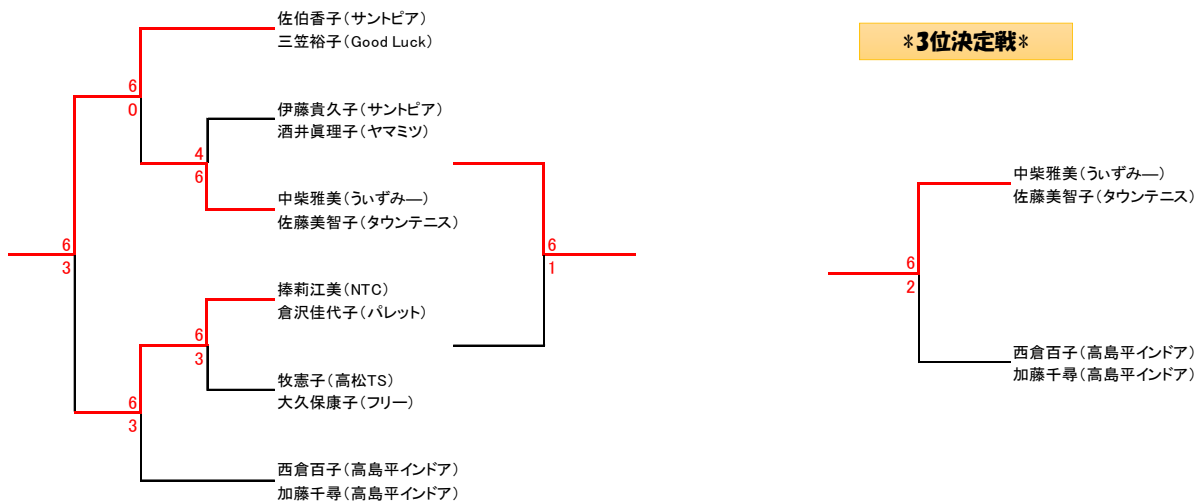 佐伯香子(サントピア)
三笠裕子(Good Luck)
*3位決定戦*
6
0
伊藤貴久子(サントピア)
酒井眞理子(ヤマミツ)
4
6
中柴雅美(うぃずみ―)
佐藤美智子(タウンテニス)
中柴雅美(うぃずみ―)
佐藤美智子(タウンテニス)
6
3
6
1
6
2
捧莉江美(NTC)
倉沢佳代子(パレット)
6
3
牧憲子(高松TS)
大久保康子(フリー)
西倉百子(高島平インドア)
加藤千尋(高島平インドア)
6
3
西倉百子(高島平インドア)
加藤千尋(高島平インドア)